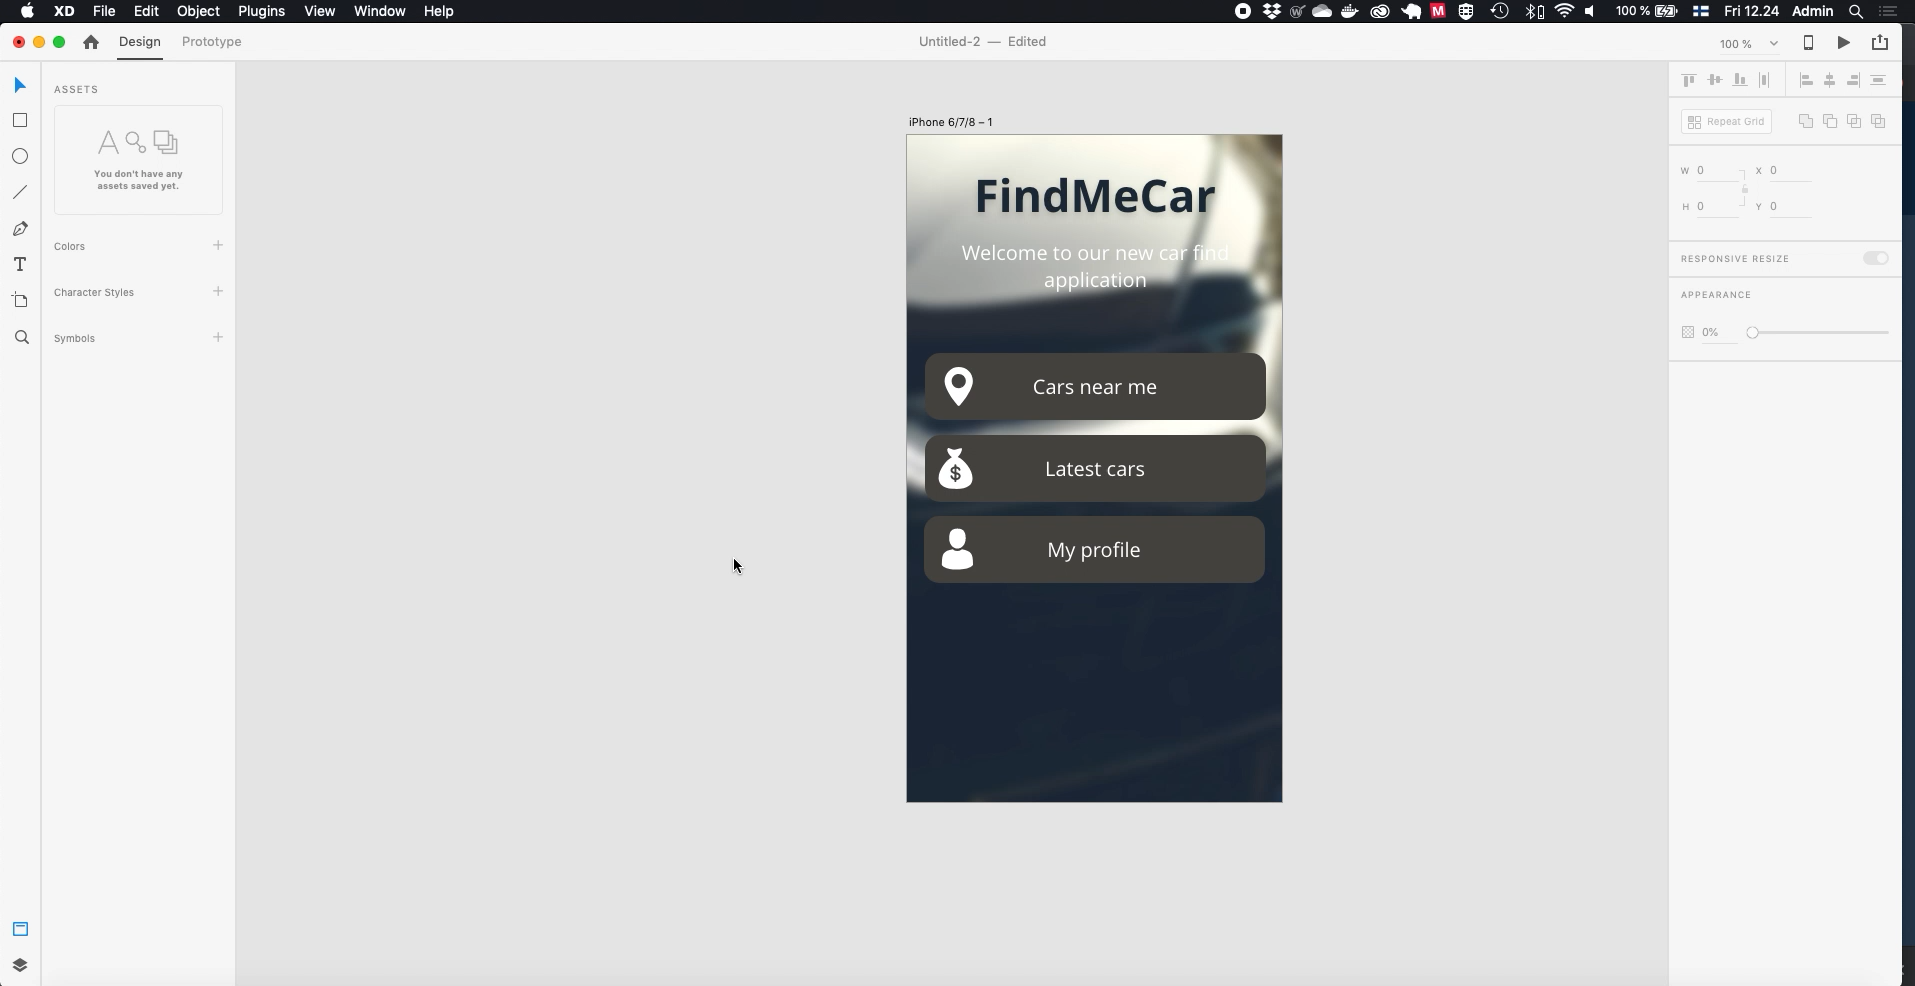 XD File Edit Object Plugins View Window Help
M 100 % Fri 12.24 Admin
Design Prototype
Untitled-2 — Edited
100 %
ASSETS
You don't have any
assets saved yet.
Colors
Character Styles
Symbols
iPhone 6/7/8 – 1
FindMeCar
Welcome to our new car find
application
Cars near me
$
Latest cars
My profile
Repeat Grid
W 0 X 0
H 0 Y 0
RESPONSIVE RESIZE
APPEARANCE
0%